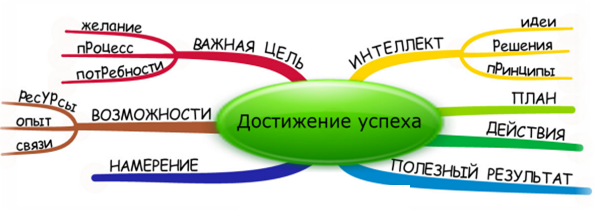 желание
пРоцесс
потРебности
ВАЖНАЯ ЦЕЛЬ
РесУРсы
опыт
связи
ВОЗМОЖНОСТИ
НАМЕРЕНИЕ
Достижение успеха
ИНТЕЛЛЕКТ
идеи
Решения
пРинципы
ПЛАН
ДЕЙСТВИЯ
ПОЛЕЗНЫЙ РЕЗУЛЬТАТ